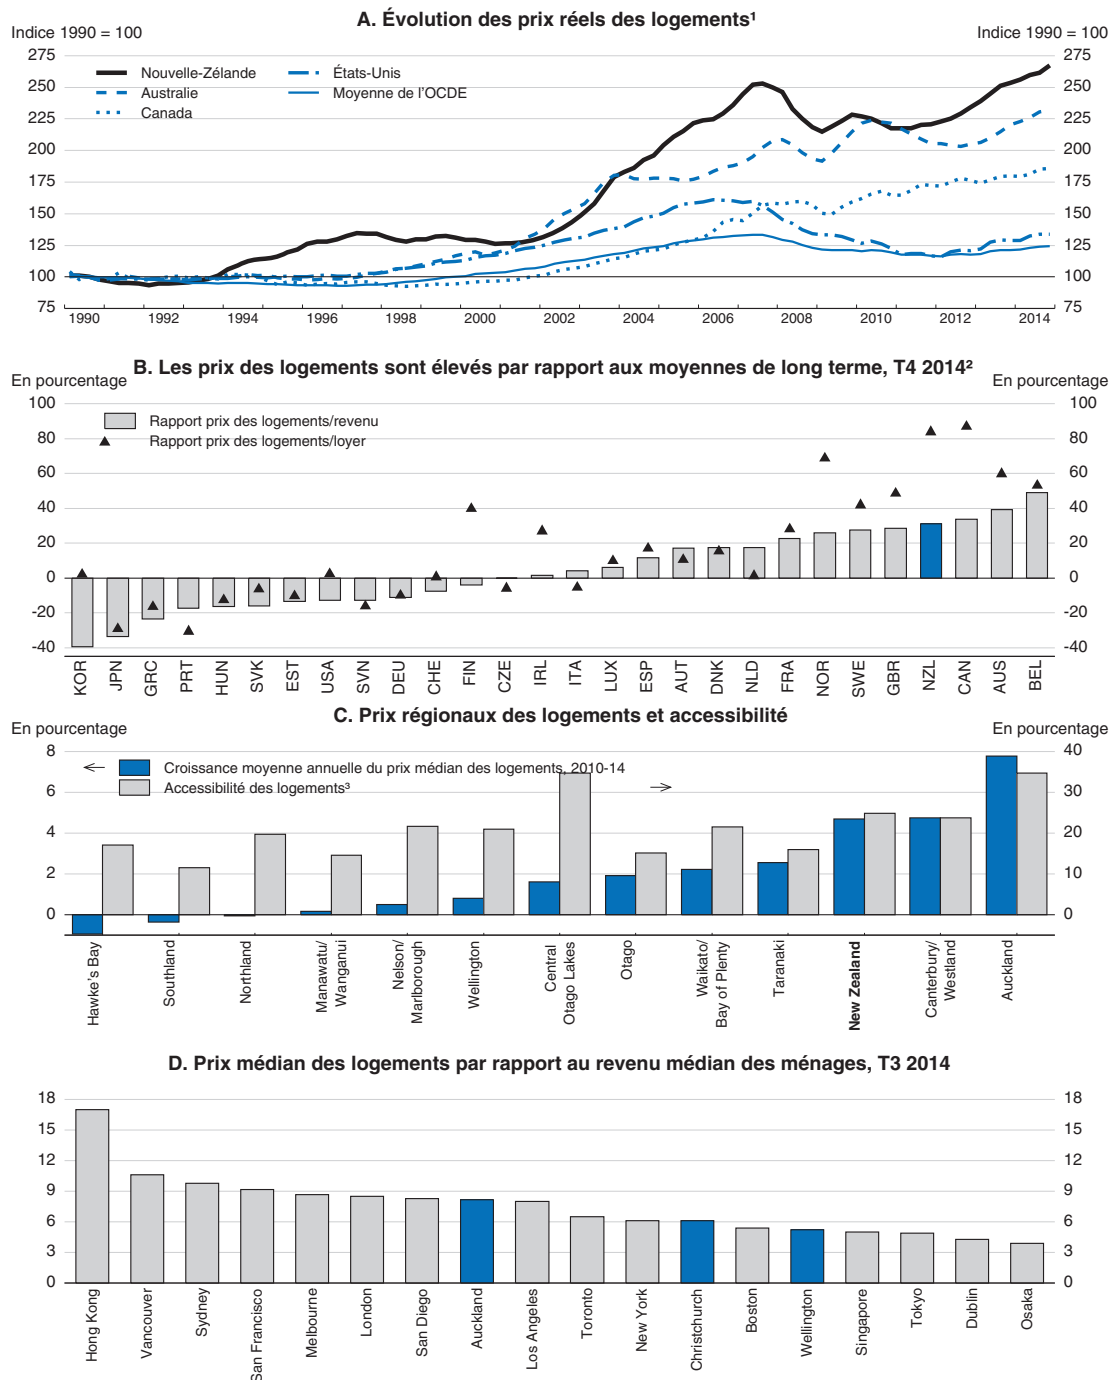 A. Évolution des prix réels des logements¹
Indice 1990 = 100
Indice 1990 = 100
275 275
250 250
225 225
200 200
175 175
150 150
125 125
100 100
75 75
Nouvelle-Zélande
Australie
Canada
États-Unis
Moyenne de l'OCDE
1990 1992 1994 1996 1998 2000 2002 2004 2006 2008 2010 2012 2014
B. Les prix des logements sont élevés par rapport aux moyennes de long terme, T4 2014²
En pourcentage
En pourcentage
100 100
80 80
60 60
40 40
20 20
0 0
-20 -20
-40 -40
Rapport prix des logements/revenu
Rapport prix des logements/loyer
KOR JPN GRC PRT HUN SVK EST USA SVN DEU CHE FIN CZE IRL ITA LUX ESP AUT DNK NLD FRA NOR SWE GBR NZL CAN AUS BEL
C. Prix régionaux des logements et accessibilité
En pourcentage
En pourcentage
8 40
6 30
4 20
2 10
0 0
← Croissance moyenne annuelle du prix médian des logements, 2010-14
Accessibilité des logements³ →
Hawke's Bay
Southland
Northland
Manawatu/
Wanganui
Nelson/
Marlborough
Wellington
Central
Otago Lakes
Otago
Waikato/
Bay of Plenty
Taranaki
New Zealand
Canterbury/
Westland
Auckland
D. Prix médian des logements par rapport au revenu médian des ménages, T3 2014
18 18
15 15
12 12
9 9
6 6
3 3
0 0
Hong Kong
Vancouver
Sydney
San Francisco
Melbourne
London
San Diego
Auckland
Los Angeles
Toronto
New York
Christchurch
Boston
Wellington
Singapore
Tokyo
Dublin
Osaka